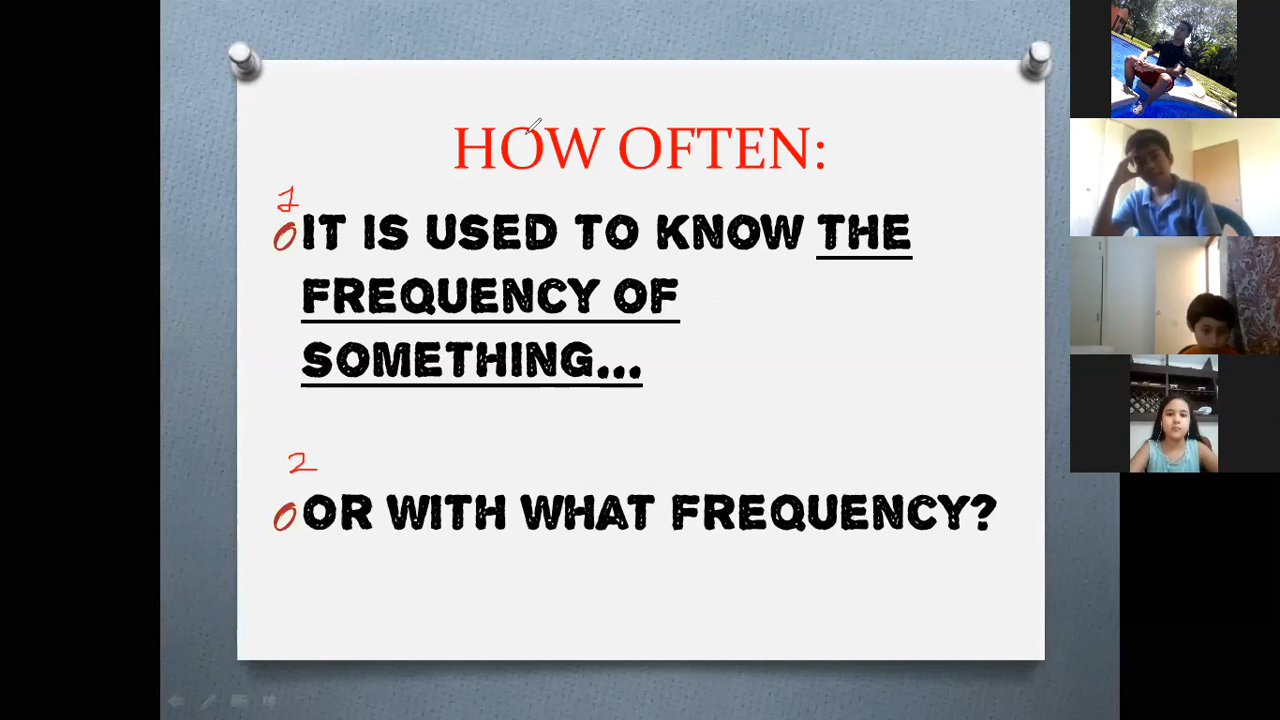 HOW OFTEN:
1
IT IS USED TO KNOW THE
FREQUENCY OF
SOMETHING...
2
OR WITH WHAT FREQUENCY?